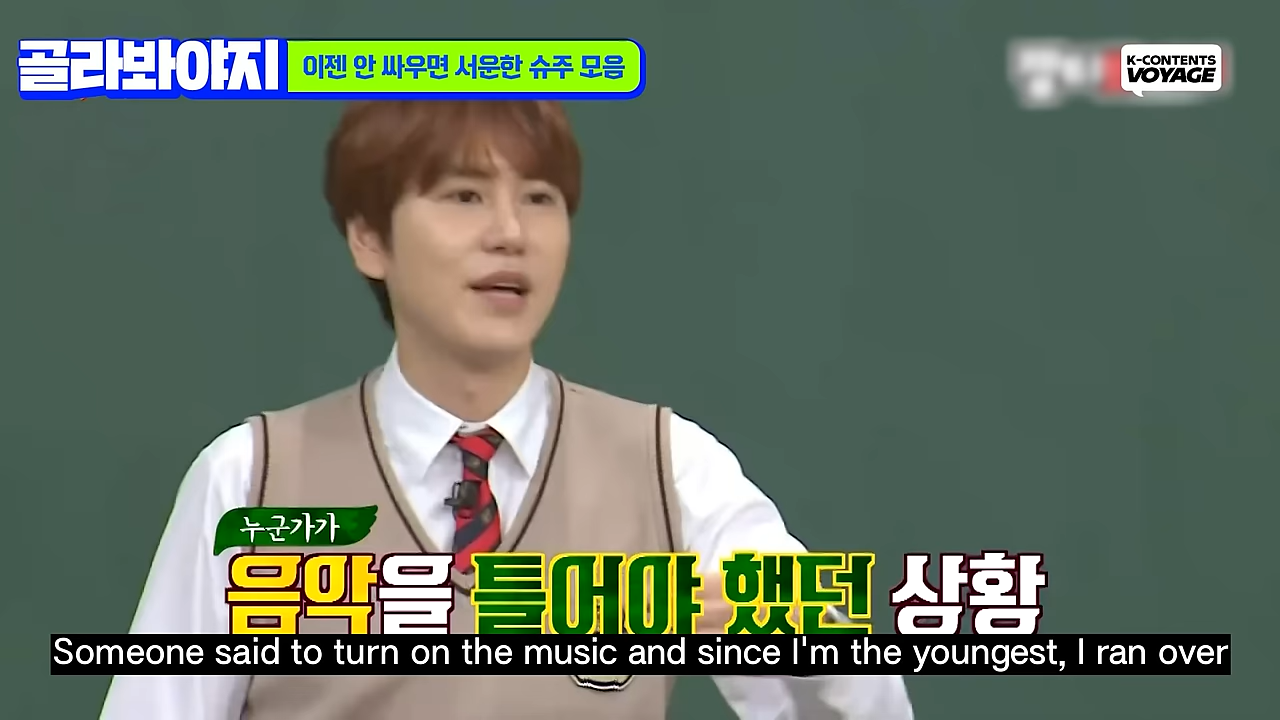 골라봐야지
이젠 안 싸우면 서운한 슈주 모음
K-CONTENTS
VOYAGE
누군가가
음악을 틀어야 했던 상황
Someone said to turn on the music and since I'm the youngest, I ran over